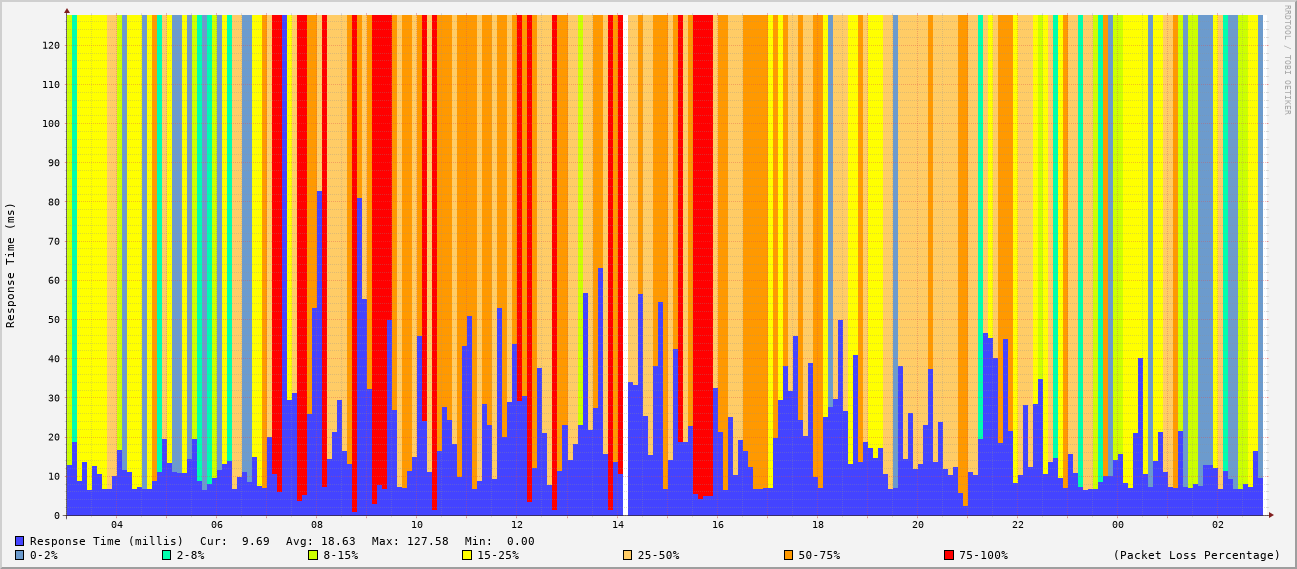 RRDTOOL / TOBI OETIKER
Response Time (ms)
120
110
100
90
80
70
60
50
40
30
20
10
0
04 06 08 10 12 14 16 18 20 22 00 02
Response Time (millis) Cur: 9.69 Avg: 18.63 Max: 127.58 Min: 0.00
0-2% 2-8% 8-15% 15-25% 25-50% 50-75% 75-100% (Packet Loss Percentage)